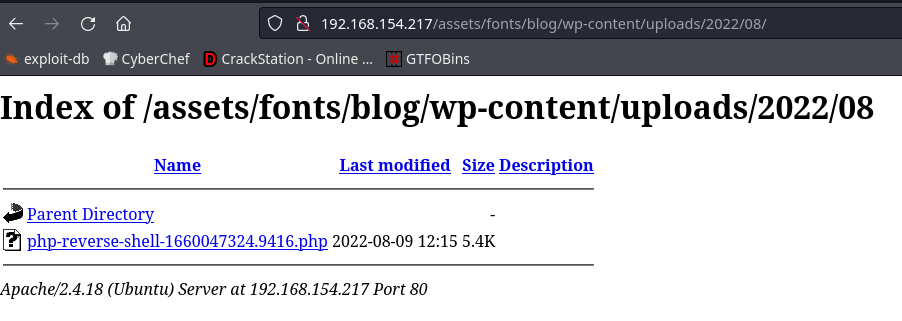 192.168.154.217/assets/fonts/blog/wp-content/uploads/2022/08/
exploit-db CyberChef CrackStation - Online ... GTFOBins
Index of /assets/fonts/blog/wp-content/uploads/2022/08
Name Last modified Size Description
Parent Directory -
php-reverse-shell-1660047324.9416.php 2022-08-09 12:15 5.4K
Apache/2.4.18 (Ubuntu) Server at 192.168.154.217 Port 80